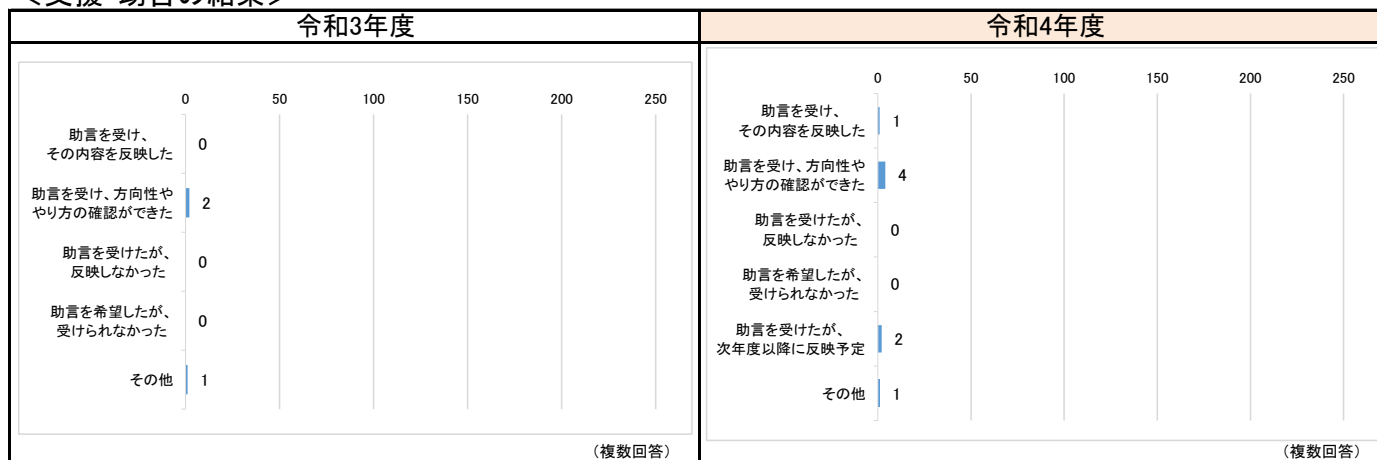 ＜支援・助言の結果＞
令和3年度
0 50 100 150 200 250
助言を受け、
その内容を反映した
0
助言を受け、方向性や
やり方の確認ができた
2
助言を受けたが、
反映しなかった
0
助言を希望したが、
受けられなかった
0
その他
1
（複数回答）
令和4年度
0 50 100 150 200 250
助言を受け、
その内容を反映した
1
助言を受け、方向性や
やり方の確認ができた
4
助言を受けたが、
反映しなかった
0
助言を希望したが、
受けられなかった
0
助言を受けたが、
次年度以降に反映予定
2
その他
1
（複数回答）